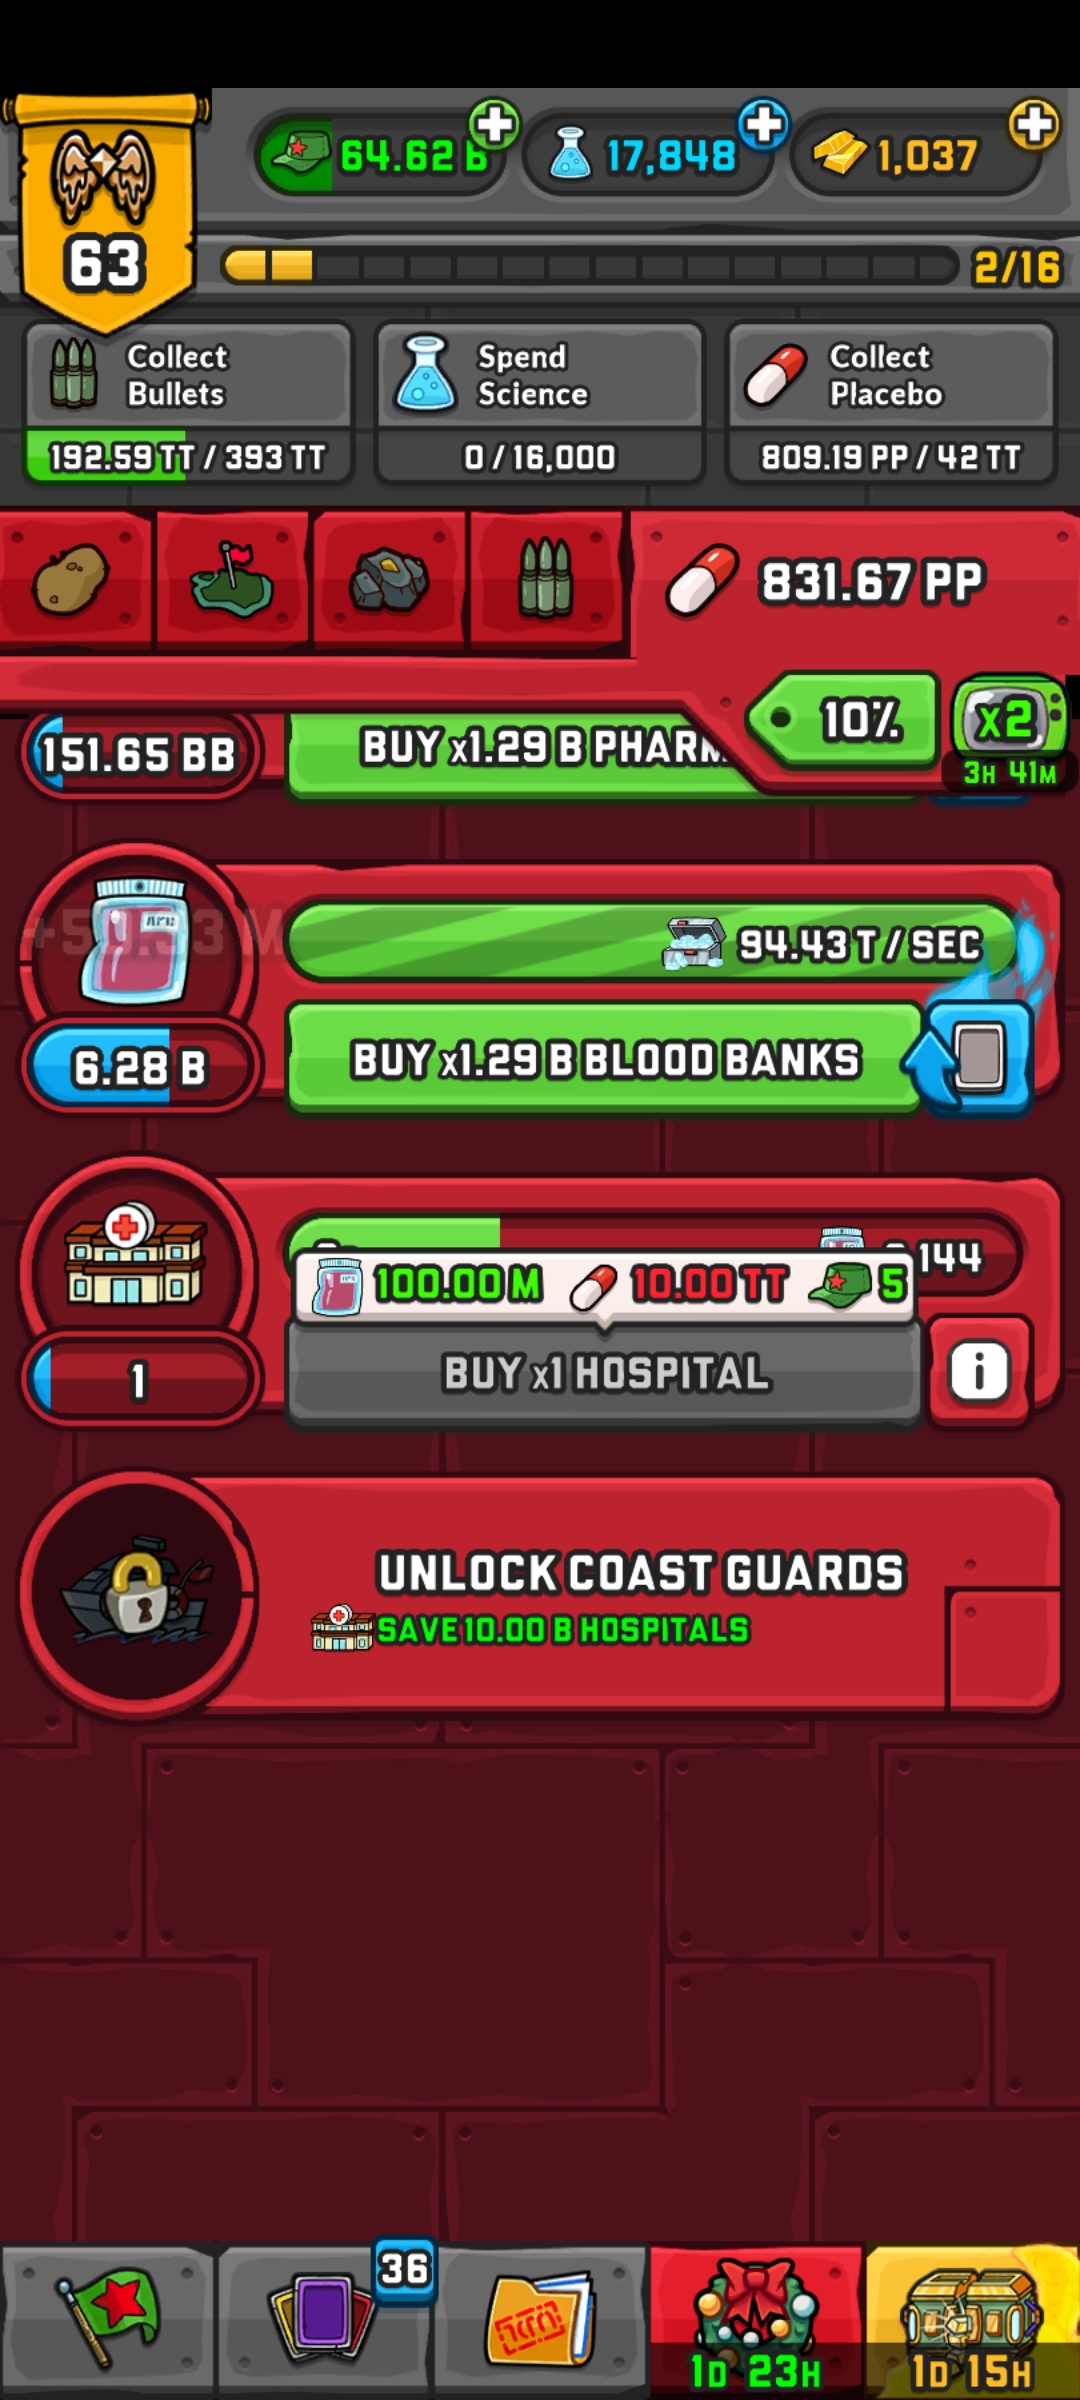 63
64.62 B
17,848
1,037
2/16
Collect
Bullets
192.59 TT / 393 TT
Spend
Science
0 / 16,000
Collect
Placebo
809.19 PP / 42 TT
831.67 PP
10%
x2
3H 41M
151.65 BB
BUY x1.29 B PHARM
94.43 T / SEC
6.28 B
BUY x1.29 B BLOOD BANKS
144
100.00 M
10.00 TT
5
1
BUY x1 HOSPITAL
i
UNLOCK COAST GUARDS
SAVE 10.00 B HOSPITALS
36
1D 23H
1D 15H